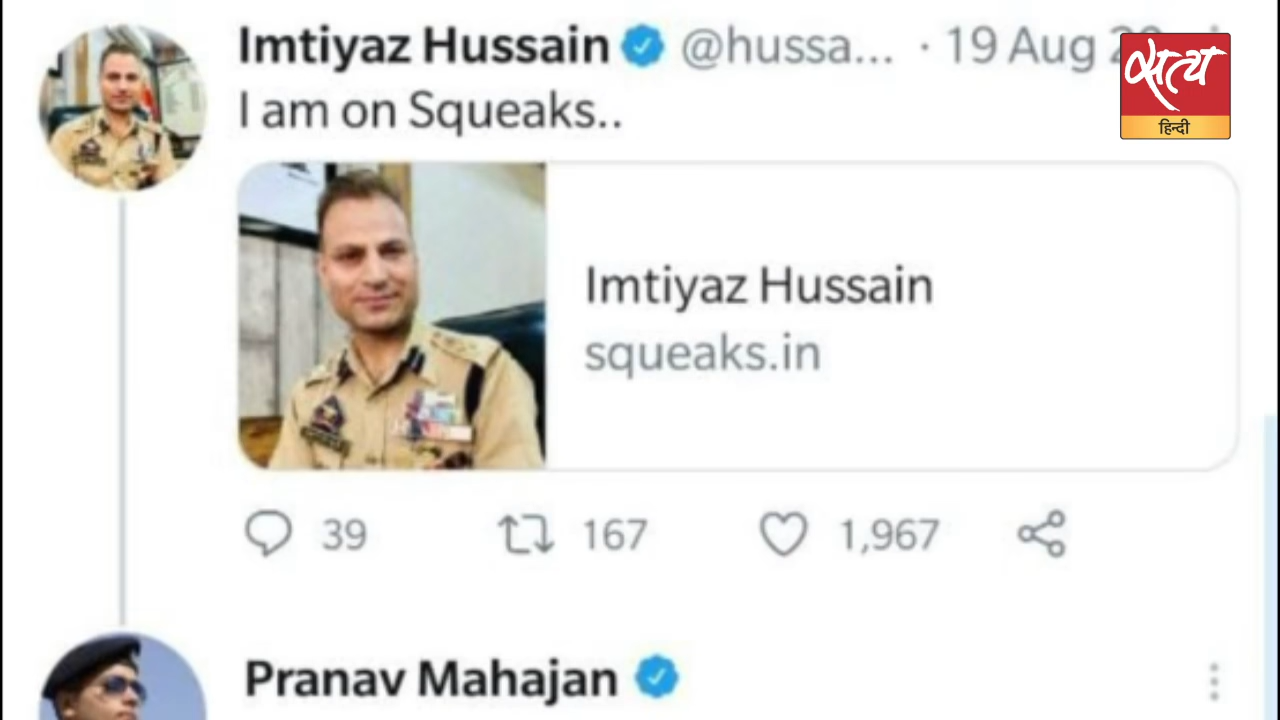 Imtiyaz Hussain @hussa... · 19 Aug
सत्य
हिन्दी
I am on Squeaks..
Imtiyaz Hussain
squeaks.in
39 167 1,967
Pranav Mahajan